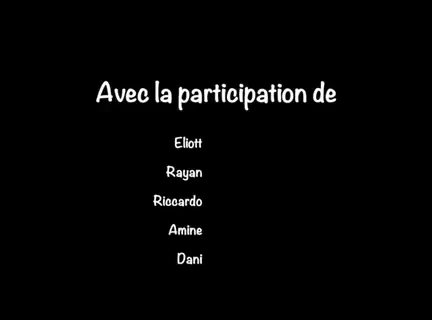 Avec la participation de
Eliott
Rayan
Riccardo
Amine
Dani